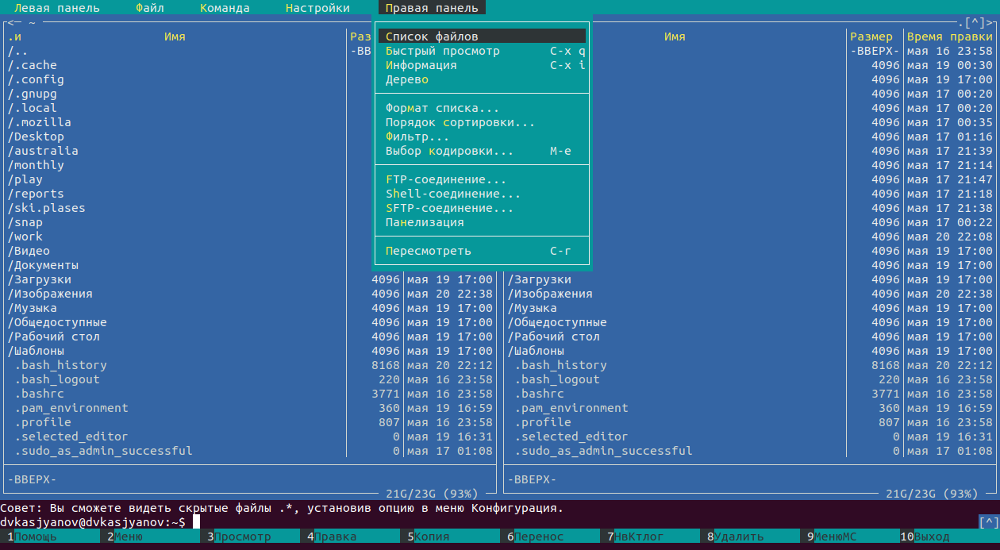 Левая панель Файл Команда Настройки Правая панель
<─ ~ .[^]>
.и Имя Раз Имя Размер Время правки
Список файлов
/.. -ВВ Быстрый просмотр C-x q -ВВЕРХ- мая 16 23:58
/.cache Информация C-x i 4096 мая 19 00:30
/.config Дерево 4096 мая 19 17:00
/.gnupg 4096 мая 17 00:20
/.local Формат списка... 4096 мая 17 00:20
/.mozilla Порядок сортировки... 4096 мая 17 00:35
/Desktop Фильтр... 4096 мая 17 01:16
/australia Выбор кодировки... M-e 4096 мая 17 21:39
/monthly 4096 мая 17 21:14
/play FTP-соединение... 4096 мая 17 21:47
/reports Shell-соединение... 4096 мая 17 21:18
/ski.plases SFTP-соединение... 4096 мая 17 21:38
/snap Панелизация 4096 мая 17 00:22
/work 4096 мая 20 22:08
/Видео Пересмотреть C-r 4096 мая 19 17:00
/Документы 4096 мая 19 17:00
/Загрузки 4096 мая 19 17:00 /Загрузки 4096 мая 19 17:00
/Изображения 4096 мая 20 22:38 /Изображения 4096 мая 20 22:38
/Музыка 4096 мая 19 17:00 /Музыка 4096 мая 19 17:00
/Общедоступные 4096 мая 19 17:00 /Общедоступные 4096 мая 19 17:00
/Рабочий стол 4096 мая 19 17:00 /Рабочий стол 4096 мая 19 17:00
/Шаблоны 4096 мая 19 17:00 /Шаблоны 4096 мая 19 17:00
.bash_history 8168 мая 20 22:12 .bash_history 8168 мая 20 22:12
.bash_logout 220 мая 16 23:58 .bash_logout 220 мая 16 23:58
.bashrc 3771 мая 16 23:58 .bashrc 3771 мая 16 23:58
.pam_environment 360 мая 19 16:59 .pam_environment 360 мая 19 16:59
.profile 807 мая 16 23:58 .profile 807 мая 16 23:58
.selected_editor 0 мая 19 16:31 .selected_editor 0 мая 19 16:31
.sudo_as_admin_successful 0 мая 17 01:08 .sudo_as_admin_successful 0 мая 17 01:08
-ВВЕРХ- -ВВЕРХ-
21G/23G (93%) 21G/23G (93%)
Совет: Вы сможете видеть скрытые файлы .*, установив опцию в меню Конфигурация.
dvkasjyanov@dvkasjyanov:~$ [^]
1Помощь 2Меню 3Просмотр 4Правка 5Копия 6Перенос 7НвКтлог 8Удалить 9МенюМС 10Выход